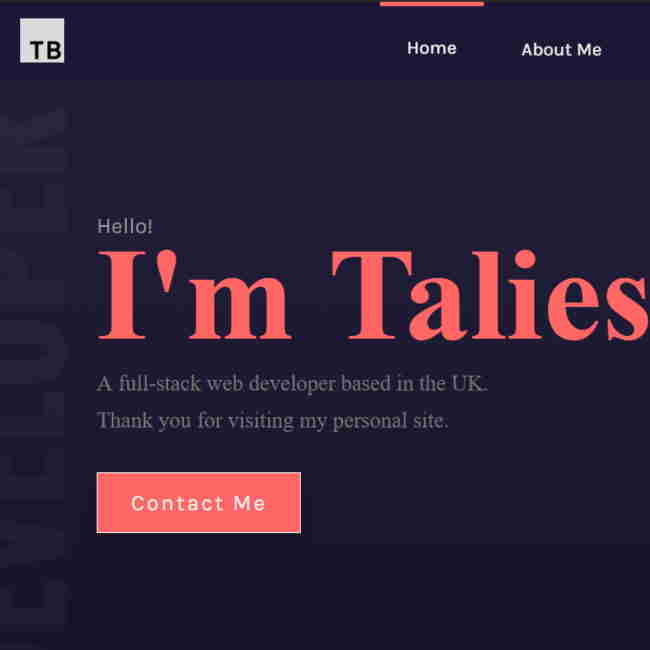 TB
Home
About Me
Hello!
I'm Talies
A full-stack web developer based in the UK.
Thank you for visiting my personal site.
Contact Me
EVELOPER